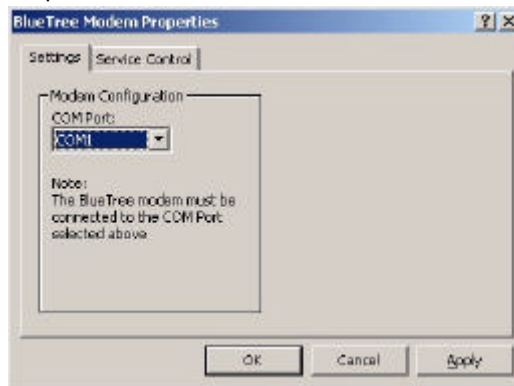 BlueTree Modem Properties
Settings
Service Control
Modem Configuration
COM Port:
COM1
Note:
The BlueTree modem must be
connected to the COM Port
selected above
OK
Cancel
Apply